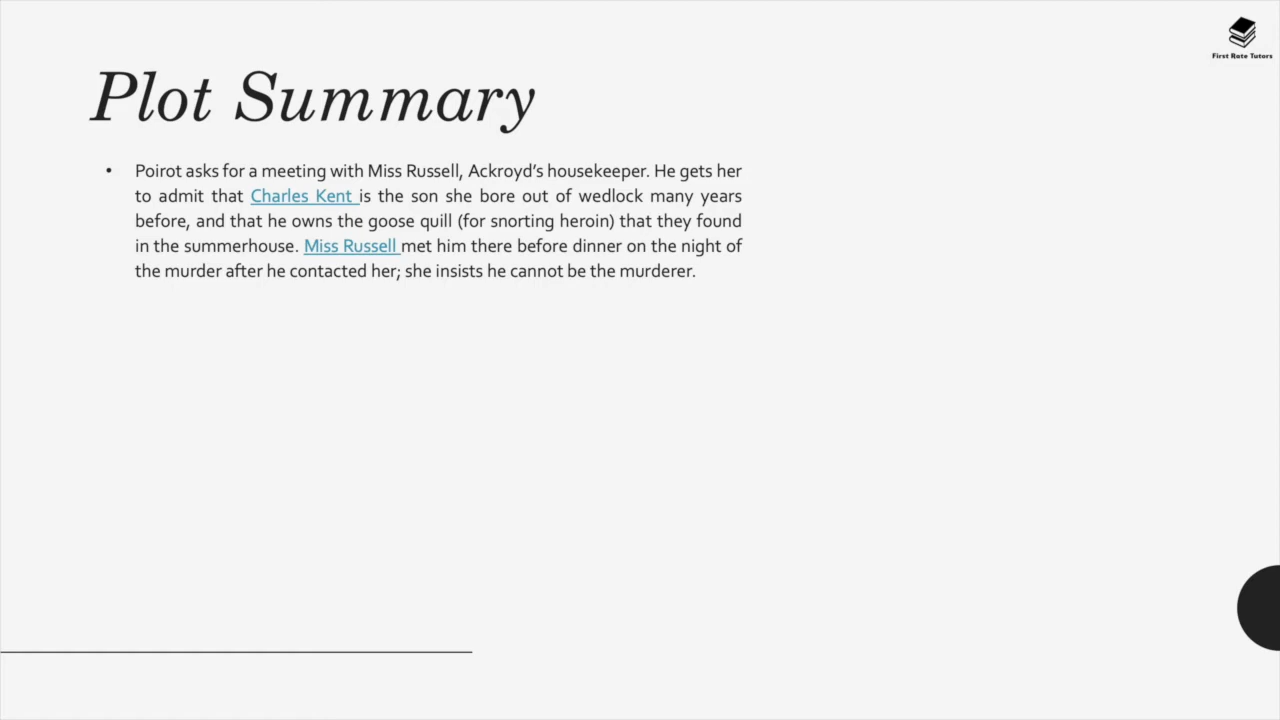 First Rate Tutors
Plot Summary
• Poirot asks for a meeting with Miss Russell, Ackroyd’s housekeeper. He gets her
to admit that Charles Kent is the son she bore out of wedlock many years
before, and that he owns the goose quill (for snorting heroin) that they found
in the summerhouse. Miss Russell met him there before dinner on the night of
the murder after he contacted her; she insists he cannot be the murderer.